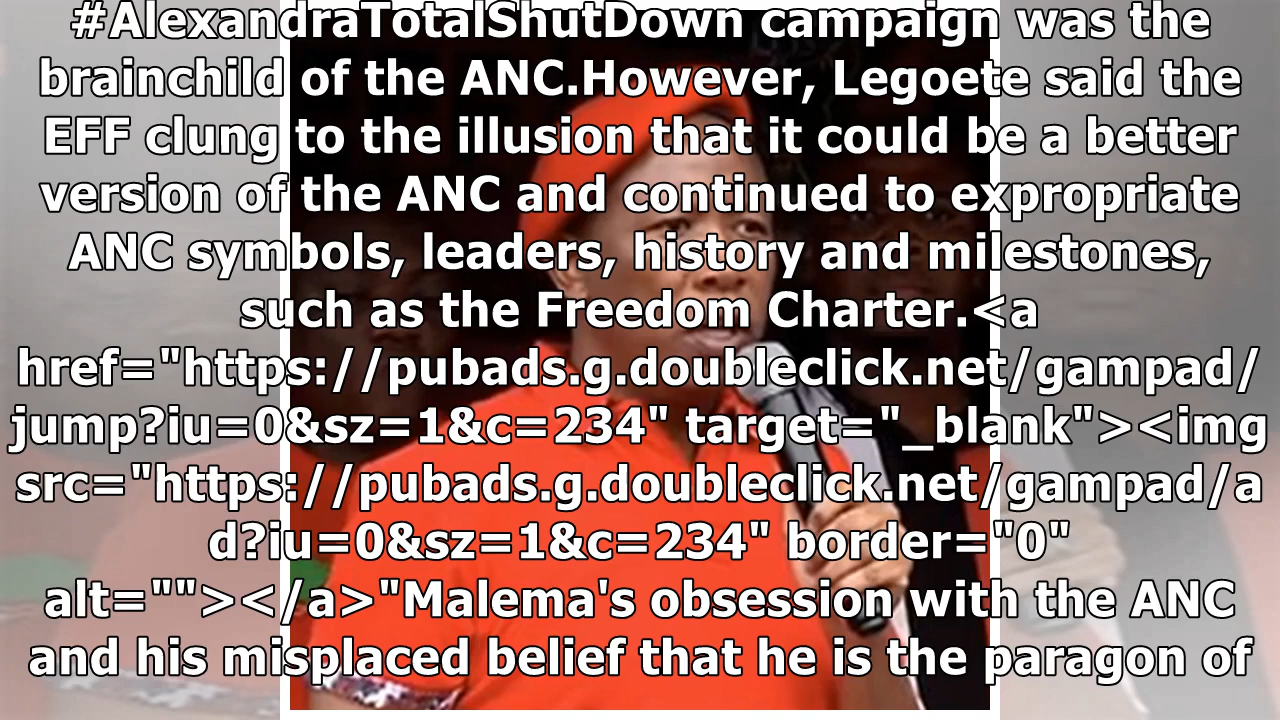 #AlexandraTotalShutDown campaign was the
brainchild of the ANC.However, Legoete said the
EFF clung to the illusion that it could be a better
version of the ANC and continued to expropriate
ANC symbols, leaders, history and milestones,
such as the Freedom Charter.<a
href="https://pubads.g.doubleclick.net/gampad/
jump?iu=0&sz=1&c=234" target="_blank"><img
src="https://pubads.g.doubleclick.net/gampad/a
d?iu=0&sz=1&c=234" border="0"
alt=""></a>"Malema's obsession with the ANC
and his misplaced belief that he is the paragon of